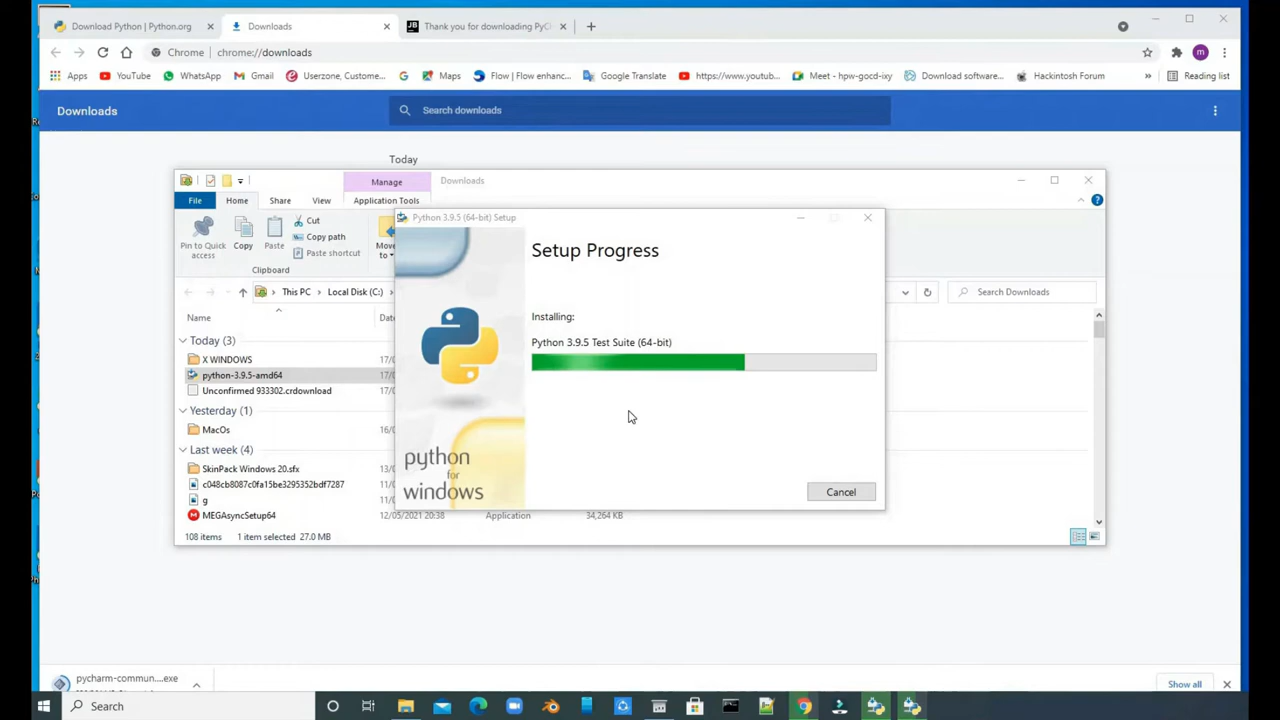 Download Python | Python.org
Downloads
Thank you for downloading PyC
Chrome
chrome://downloads
Apps
YouTube
WhatsApp
Gmail
Userzone, Custome...
Maps
Flow | Flow enhanc...
Google Translate
https://www.youtub...
Meet - hpw-gocd-ixy
Download software...
Hackintosh Forum
»
Reading list
Downloads
Search downloads
Today
Manage
Downloads
File
Home
Share
View
Application Tools
Pin to Quick access
Copy
Paste
Cut
Copy path
Paste shortcut
Move to
Clipboard
This PC
Local Disk (C:)
Search Downloads
Name
Today (3)
X WINDOWS
python-3.9.5-amd64
Unconfirmed 933302.crdownload
Yesterday (1)
MacOs
Last week (4)
SkinPack Windows 20.sfx
c048cb8087c0fa15be3295352bdf7287
g
MEGAsyncSetup64
12/05/2021 20:38
Application
34,264 KB
108 items
1 item selected 27.0 MB
Python 3.9.5 (64-bit) Setup
Setup Progress
Installing:
Python 3.9.5 Test Suite (64-bit)
python
for
windows
Cancel
pycharm-commun....exe
Show all
Search